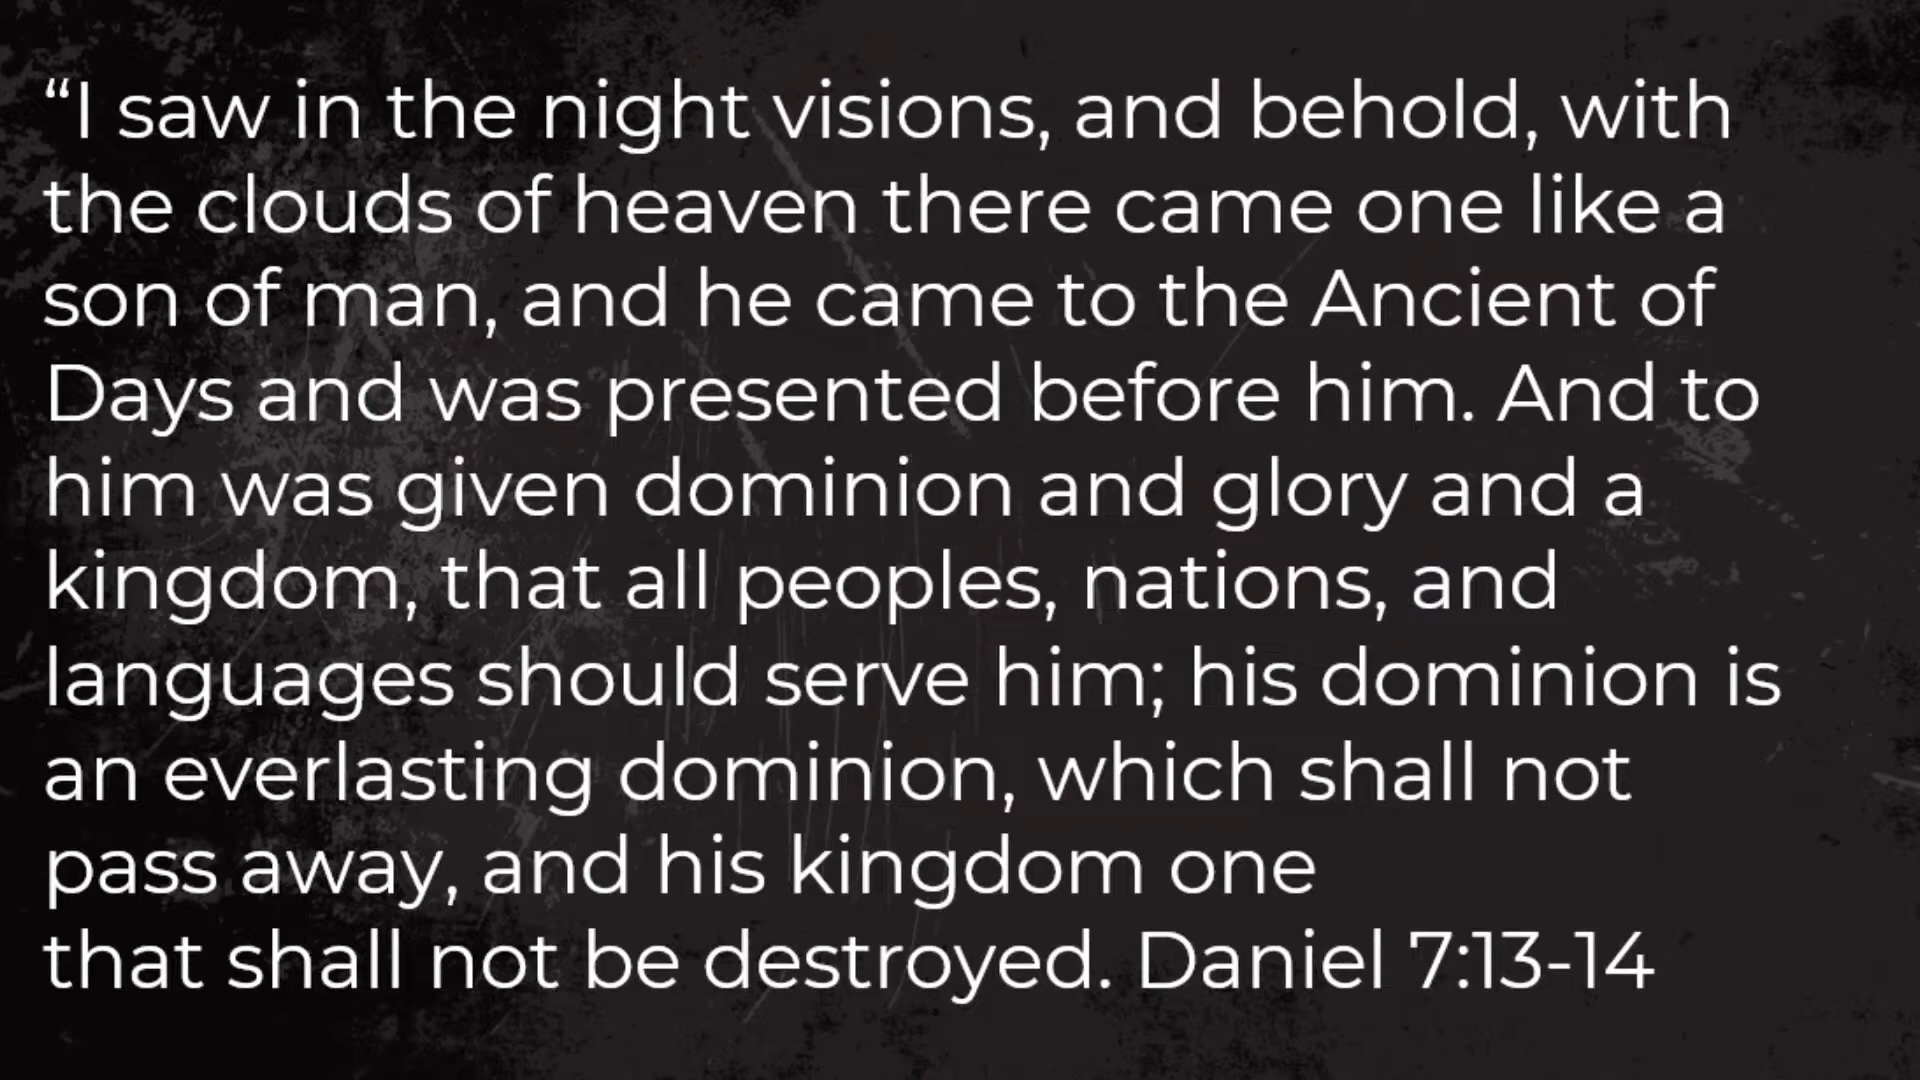 “I saw in the night visions, and behold, with
the clouds of heaven there came one like a
son of man, and he came to the Ancient of
Days and was presented before him. And to
him was given dominion and glory and a
kingdom, that all peoples, nations, and
languages should serve him; his dominion is
an everlasting dominion, which shall not
pass away, and his kingdom one
that shall not be destroyed. Daniel 7:13-14